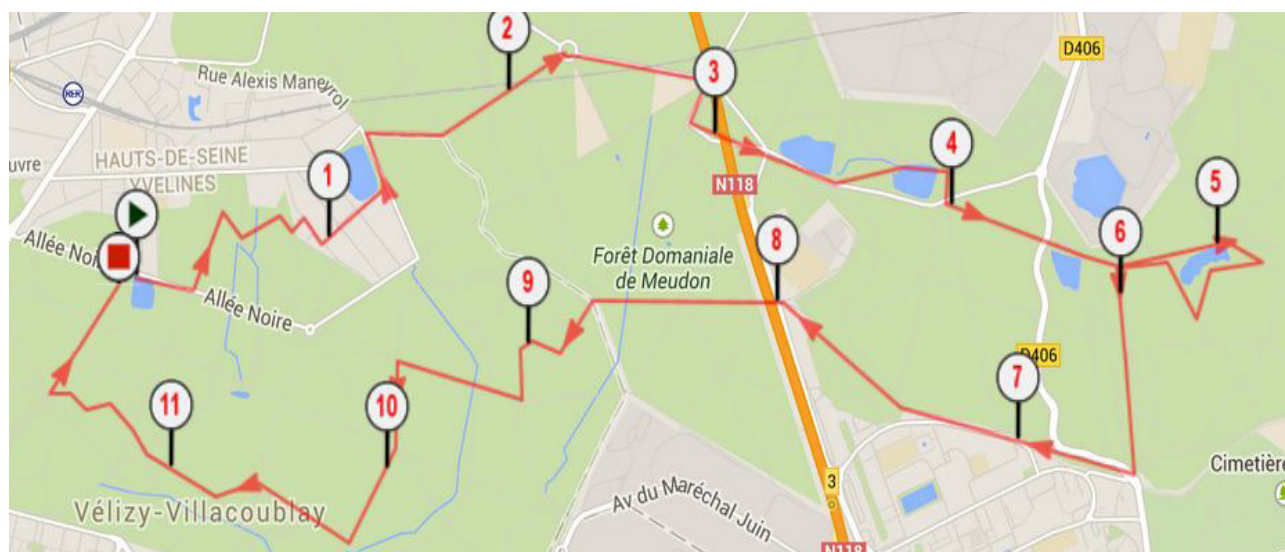 2
D406
3
Rue Alexis Maneyrol
RER
4
uvre
HAUTS-DE-SEINE
YVELINES
1
N118
5
6
8
Forêt Domaniale
de Meudon
Allée Noire
Allée Noire
9
D406
7
11
10
Cimetière
3
Vélizy-Villacoublay
Av du Maréchal Juin
N118